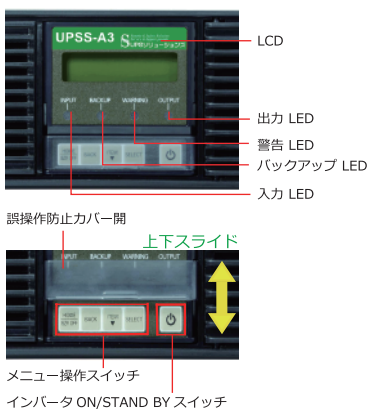 UPSS-A3
UPSソリューションズ
LCD
INPUT BACKUP WARNING OUTPUT
出力 LED
警告 LED
バックアップ LED
入力 LED
BACK ITEM ▼ SELECT
誤操作防止カバー開
上下スライド
INPUT BACKUP WARNING OUTPUT
MODE BACK ITEM ▼ SELECT
メニュー操作スイッチ
インバータ ON/STAND BY スイッチ